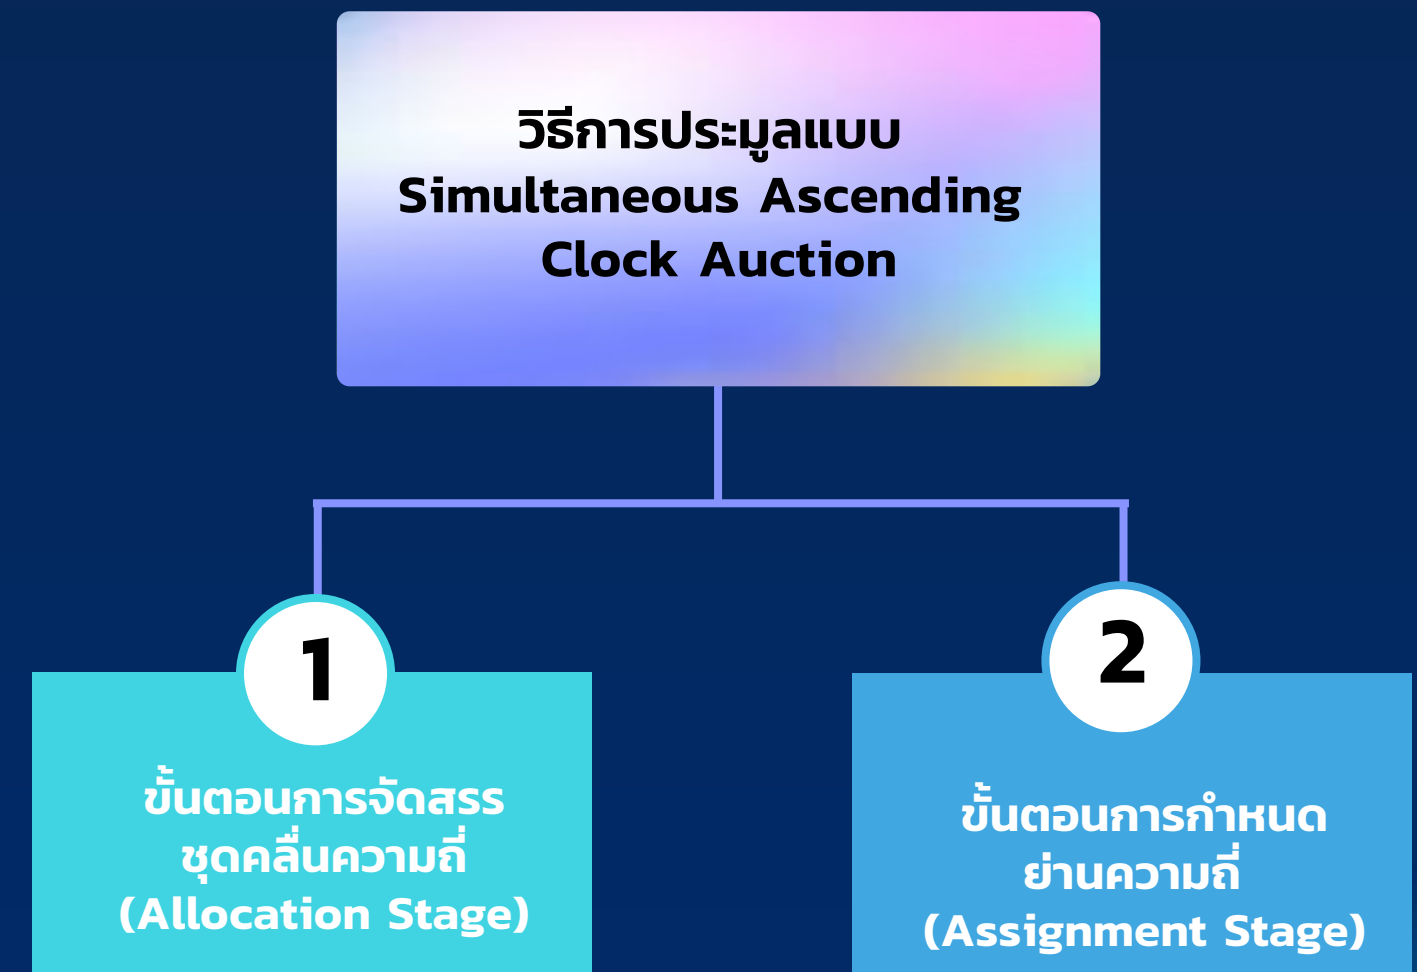 วิธีการประมูลแบบ
Simultaneous Ascending
Clock Auction
1
ขั้นตอนการจัดสรร
ชุดคลื่นความถี่
(Allocation Stage)
2
ขั้นตอนการกำหนด
ย่านความถี่
(Assignment Stage)